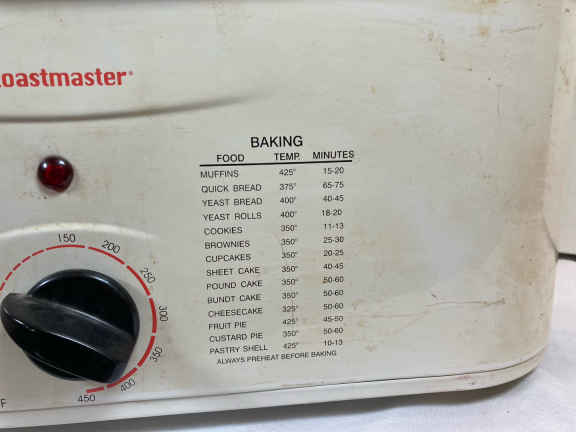 oastmaster®
BAKING
FOOD TEMP. MINUTES
MUFFINS 425° 15-20
QUICK BREAD 375° 65-75
YEAST BREAD 400° 40-45
YEAST ROLLS 400° 18-20
COOKIES 350° 11-13
BROWNIES 350° 25-30
CUPCAKES 350° 20-25
SHEET CAKE 350° 40-45
POUND CAKE 350° 50-60
BUNDT CAKE 350° 50-60
CHEESECAKE 325° 50-60
FRUIT PIE 425° 45-50
CUSTARD PIE 350° 50-60
PASTRY SHELL 425° 10-13
ALWAYS PREHEAT BEFORE BAKING
150
200
250
300
350
400
450
F